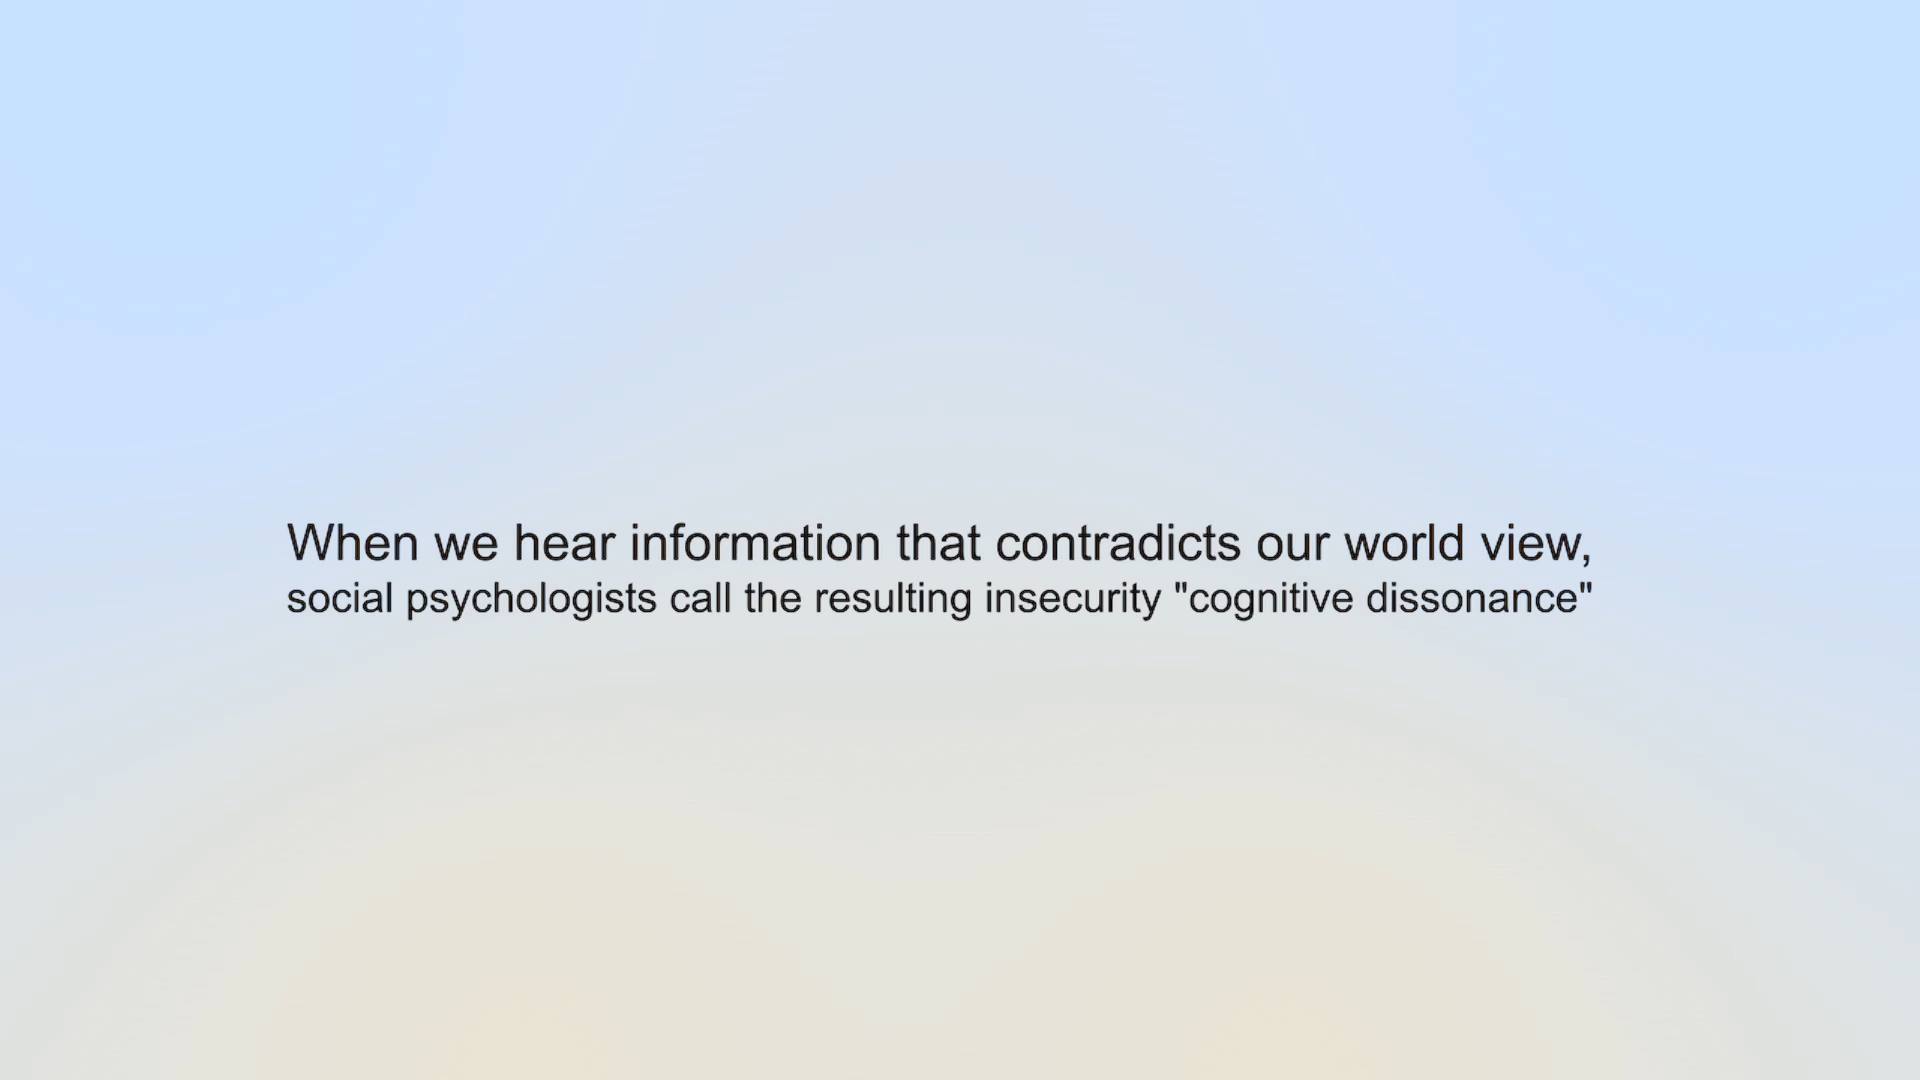 When we hear information that contradicts our world view,
social psychologists call the resulting insecurity "cognitive dissonance"